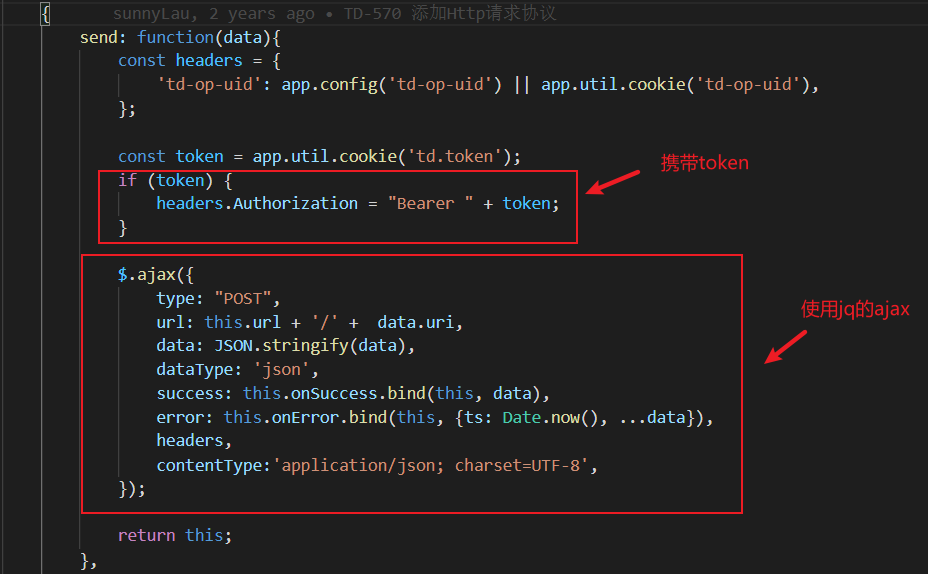 { sunnyLau, 2 years ago • TD-570 添加Http请求协议
send: function(data){
const headers = {
'td-op-uid': app.config('td-op-uid') || app.util.cookie('td-op-uid'),
};
const token = app.util.cookie('td.token');
携带token
if (token) {
headers.Authorization = "Bearer " + token;
}
$.ajax({
type: "POST",
使用jq的ajax
url: this.url + '/' +  data.uri,
data: JSON.stringify(data),
dataType: 'json',
success: this.onSuccess.bind(this, data),
error: this.onError.bind(this, {ts: Date.now(), ...data}),
headers,
contentType:'application/json; charset=UTF-8',
});
return this;
},